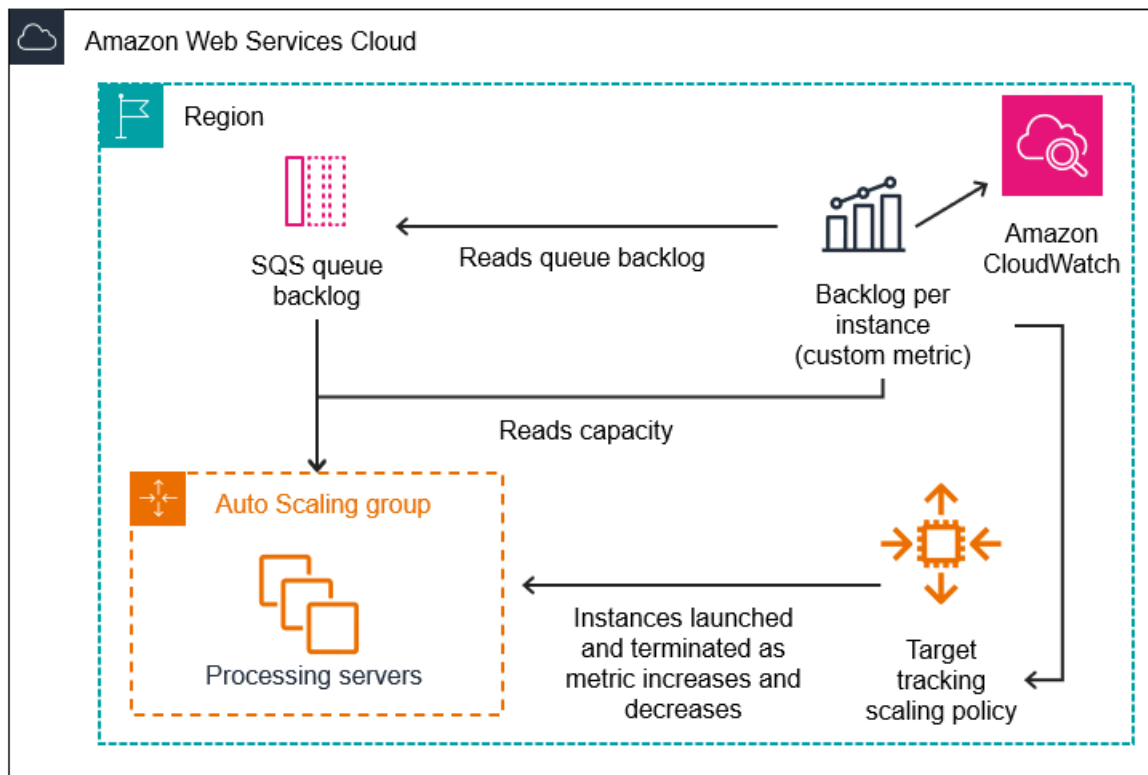 Amazon Web Services Cloud
Region
SQS queue
backlog
Reads queue backlog
Backlog per
instance
(custom metric)
Amazon
CloudWatch
Reads capacity
Auto Scaling group
Processing servers
Instances launched
and terminated as
metric increases and
decreases
Target
tracking
scaling policy